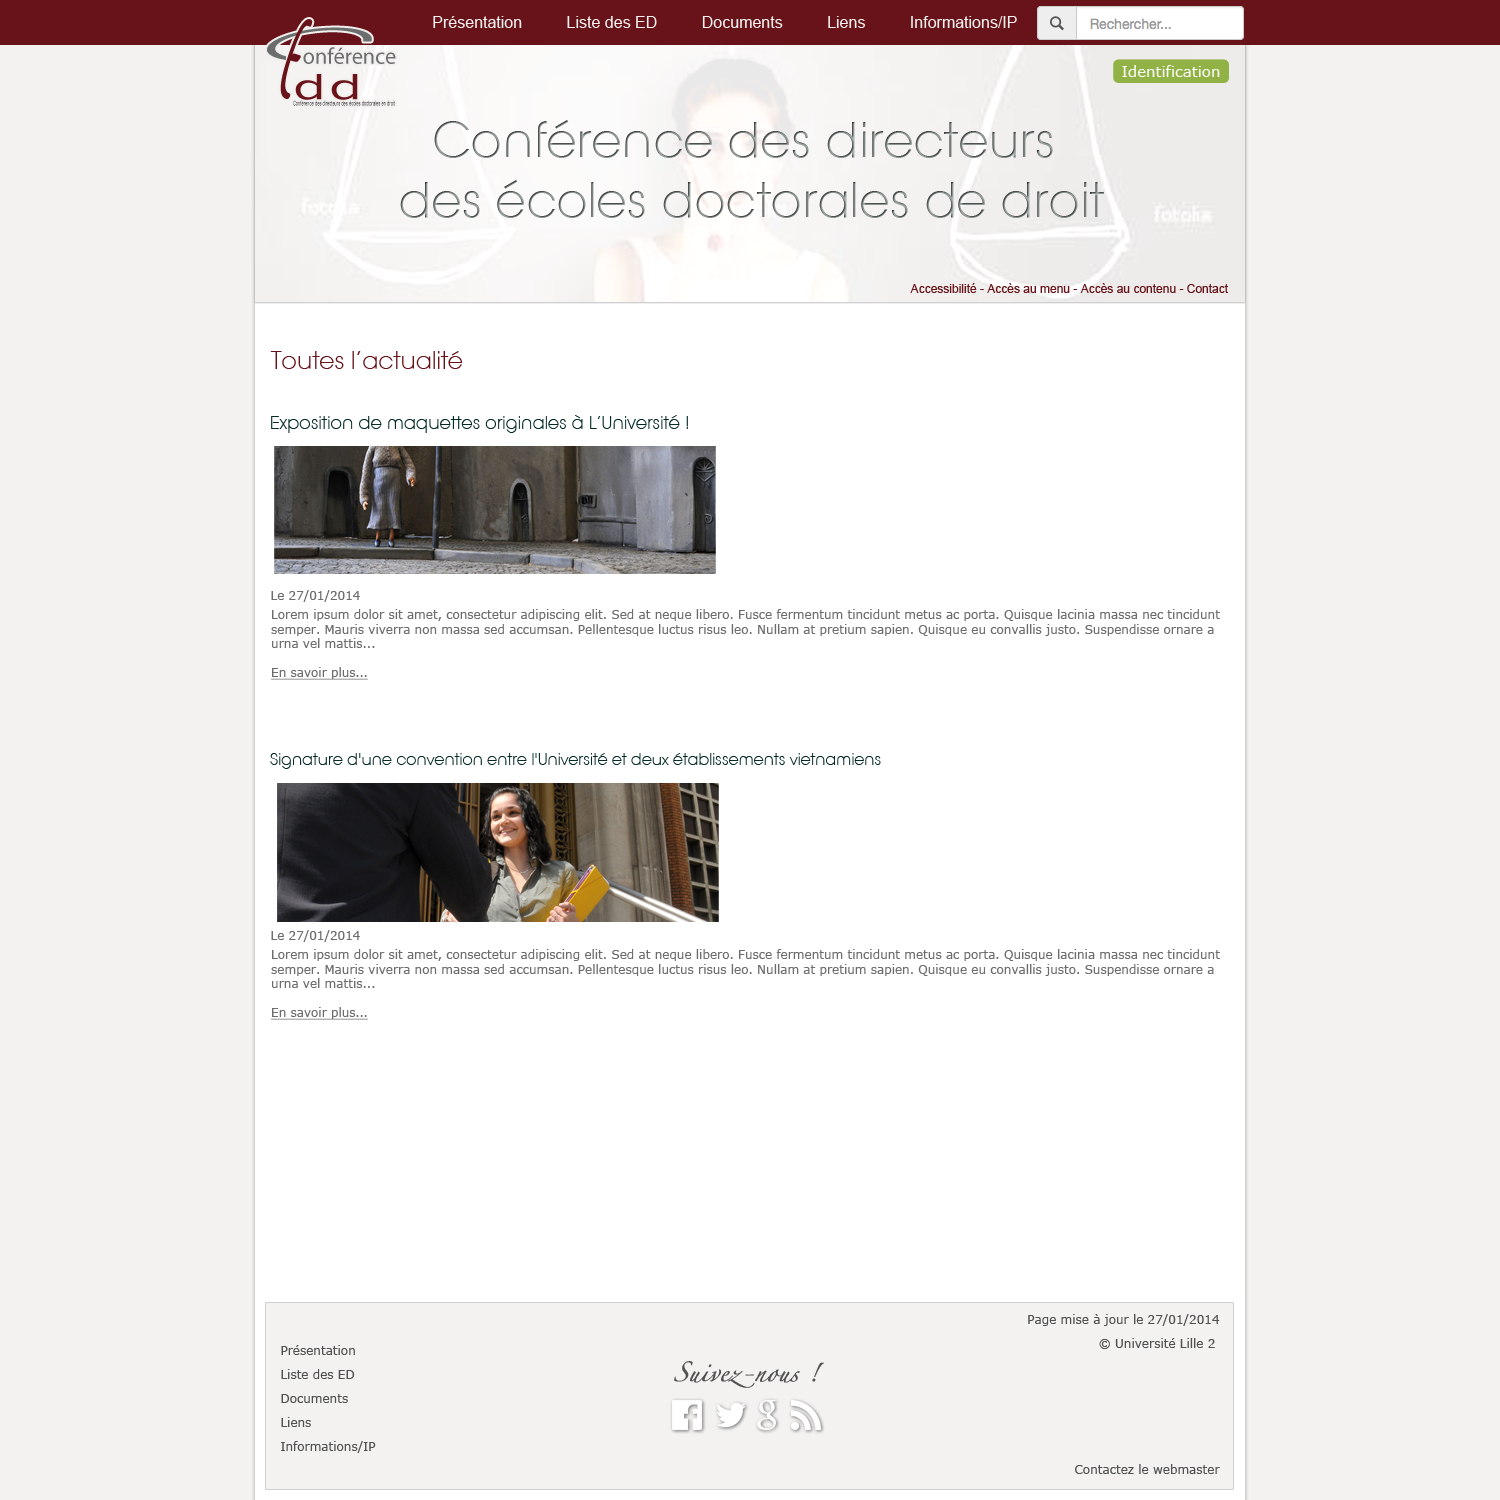 Présentation
Liste des ED
Documents
Liens
Informations/IP
Rechercher...
Conférence
dd
Conférence des directeurs des écoles doctorales en droit
Identification
Conférence des directeurs
des écoles doctorales de droit
fotolia
fotolia
Accessibilité - Accès au menu - Accès au contenu - Contact
Toutes l’actualité
Exposition de maquettes originales à L’Université !
Le 27/01/2014
Lorem ipsum dolor sit amet, consectetur adipiscing elit. Sed at neque libero. Fusce fermentum tincidunt metus ac porta. Quisque lacinia massa nec tincidunt
semper. Mauris viverra non massa sed accumsan. Pellentesque luctus risus leo. Nullam at pretium sapien. Quisque eu convallis justo. Suspendisse ornare a
urna vel mattis...
En savoir plus...
Signature d'une convention entre l'Université et deux établissements vietnamiens
Le 27/01/2014
Lorem ipsum dolor sit amet, consectetur adipiscing elit. Sed at neque libero. Fusce fermentum tincidunt metus ac porta. Quisque lacinia massa nec tincidunt
semper. Mauris viverra non massa sed accumsan. Pellentesque luctus risus leo. Nullam at pretium sapien. Quisque eu convallis justo. Suspendisse ornare a
urna vel mattis...
En savoir plus...
Page mise à jour le 27/01/2014
© Université Lille 2
Présentation
Liste des ED
Documents
Liens
Informations/IP
Suivez-nous !
Contactez le webmaster